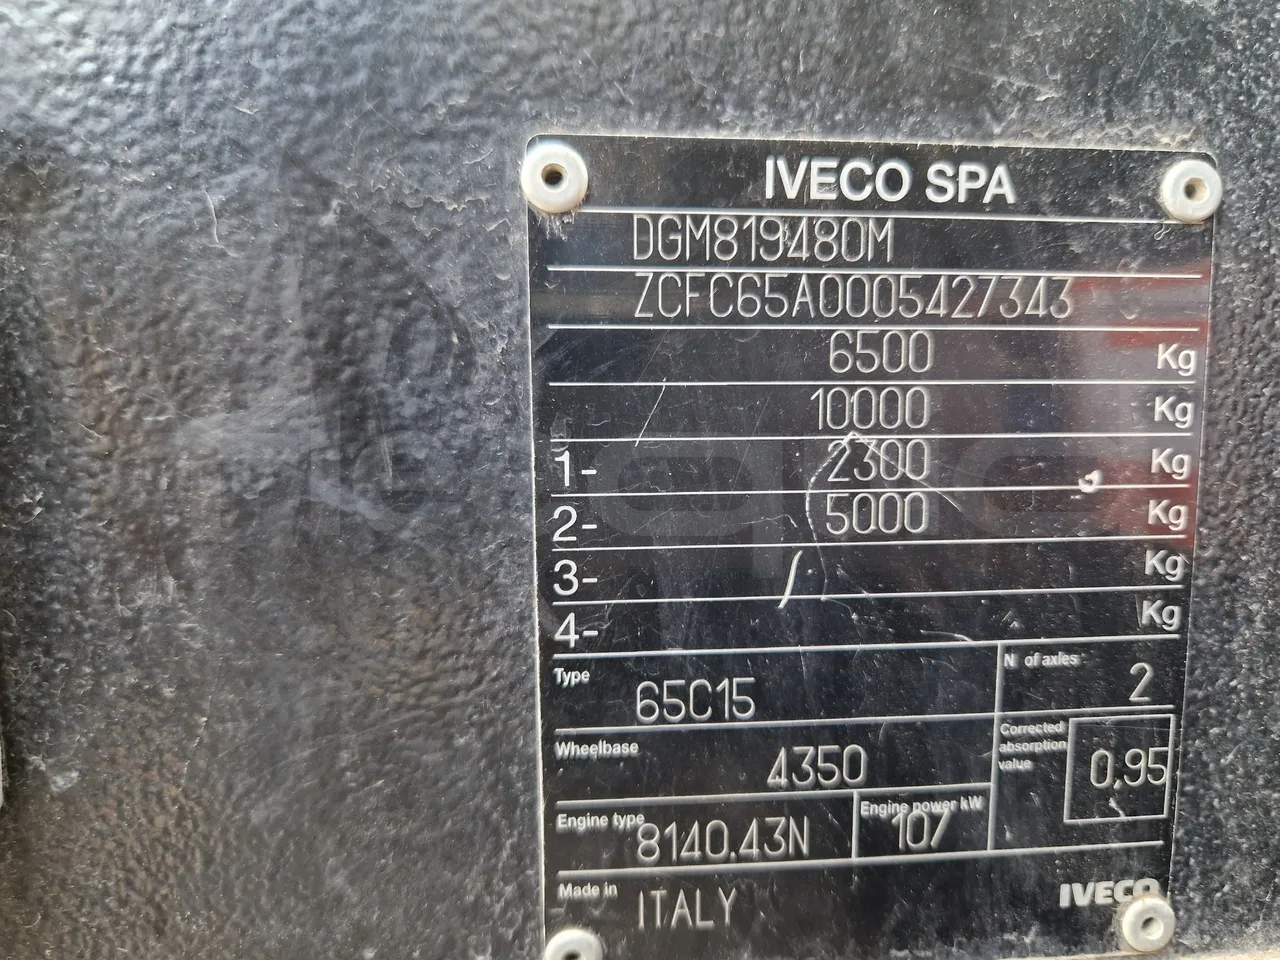 IVECO SPA
DGM819480M
ZCFC65A0005427343
6500 Kg
10000 Kg
1- 2300 Kg
2- 5000 Kg
3- Kg
4- Kg
Type 65C15
N of axles 2
Wheelbase 4350
Corrected absorption value 0,95
Engine type 8140.43N
Engine power kW 107
Made in ITALY
IVECO